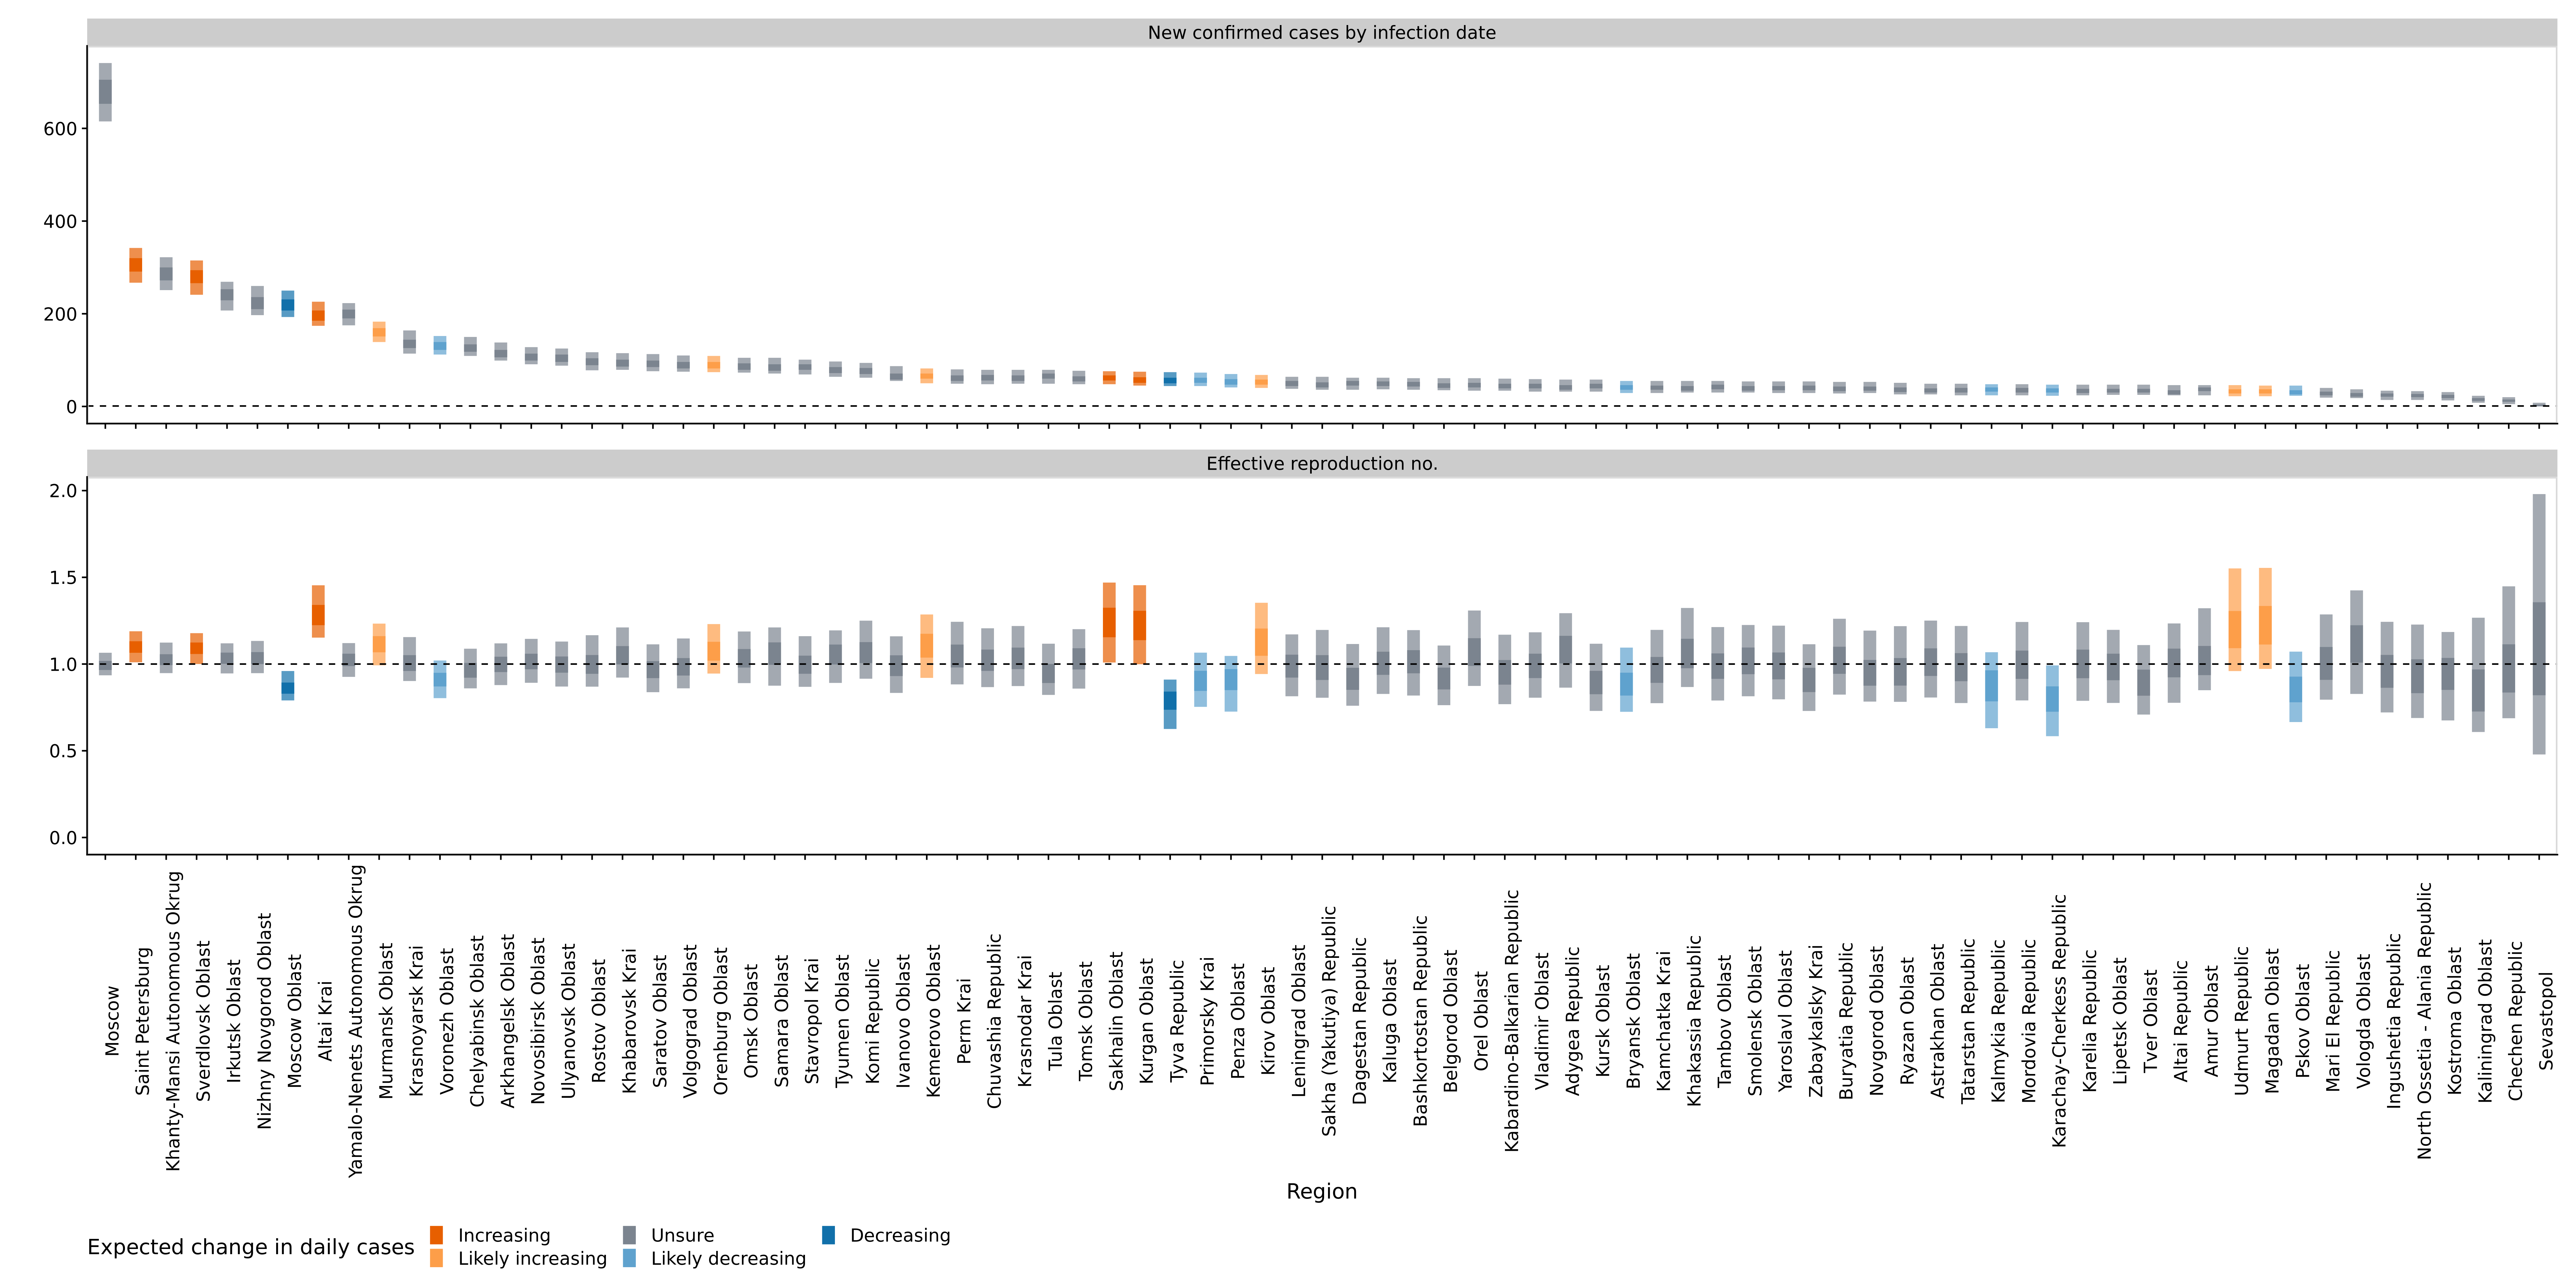 New confirmed cases by infection date
600
400
200
0
Effective reproduction no.
2.0
1.5
1.0
0.5
0.0
Moscow
Saint Petersburg
Khanty-Mansi Autonomous Okrug
Sverdlovsk Oblast
Irkutsk Oblast
Nizhny Novgorod Oblast
Moscow Oblast
Altai Krai
Yamalo-Nenets Autonomous Okrug
Murmansk Oblast
Krasnoyarsk Krai
Voronezh Oblast
Chelyabinsk Oblast
Arkhangelsk Oblast
Novosibirsk Oblast
Ulyanovsk Oblast
Rostov Oblast
Khabarovsk Krai
Saratov Oblast
Volgograd Oblast
Orenburg Oblast
Omsk Oblast
Samara Oblast
Stavropol Krai
Tyumen Oblast
Komi Republic
Ivanovo Oblast
Kemerovo Oblast
Perm Krai
Chuvashia Republic
Krasnodar Krai
Tula Oblast
Tomsk Oblast
Sakhalin Oblast
Kurgan Oblast
Tyva Republic
Primorsky Krai
Penza Oblast
Kirov Oblast
Leningrad Oblast
Sakha (Yakutiya) Republic
Dagestan Republic
Kaluga Oblast
Bashkortostan Republic
Belgorod Oblast
Orel Oblast
Kabardino-Balkarian Republic
Vladimir Oblast
Adygea Republic
Kursk Oblast
Bryansk Oblast
Kamchatka Krai
Khakassia Republic
Tambov Oblast
Smolensk Oblast
Yaroslavl Oblast
Zabaykalsky Krai
Buryatia Republic
Novgorod Oblast
Ryazan Oblast
Astrakhan Oblast
Tatarstan Republic
Kalmykia Republic
Mordovia Republic
Karachay-Cherkess Republic
Karelia Republic
Lipetsk Oblast
Tver Oblast
Altai Republic
Amur Oblast
Udmurt Republic
Magadan Oblast
Pskov Oblast
Mari El Republic
Vologda Oblast
Ingushetia Republic
North Ossetia - Alania Republic
Kostroma Oblast
Kaliningrad Oblast
Chechen Republic
Sevastopol
Region
Expected change in daily cases
Increasing
Likely increasing
Unsure
Likely decreasing
Decreasing